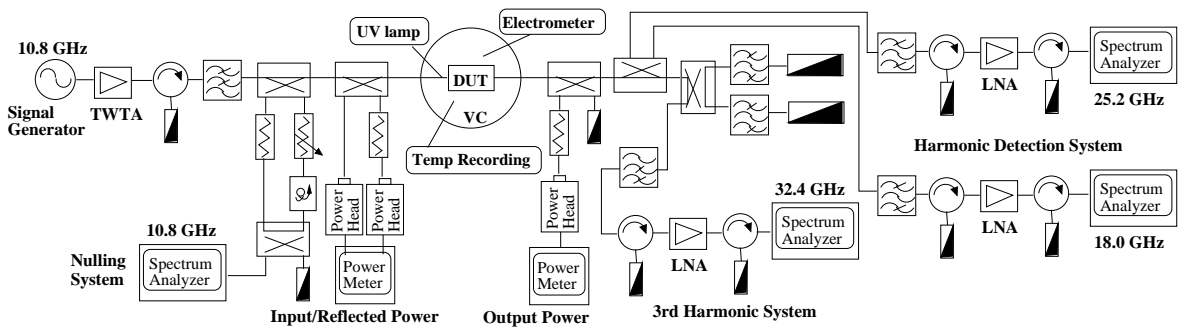 10.8 GHz
Signal
Generator
TWTA
UV lamp
Electrometer
DUT
VC
Temp Recording
Power
Head
Power
Head
Power
Meter
Input/Reflected Power
10.8 GHz
Nulling
System
Spectrum
Analyzer
Power
Head
Power
Meter
Output Power
LNA
32.4 GHz
Spectrum
Analyzer
3rd Harmonic System
LNA
Spectrum
Analyzer
25.2 GHz
Harmonic Detection System
LNA
Spectrum
Analyzer
18.0 GHz